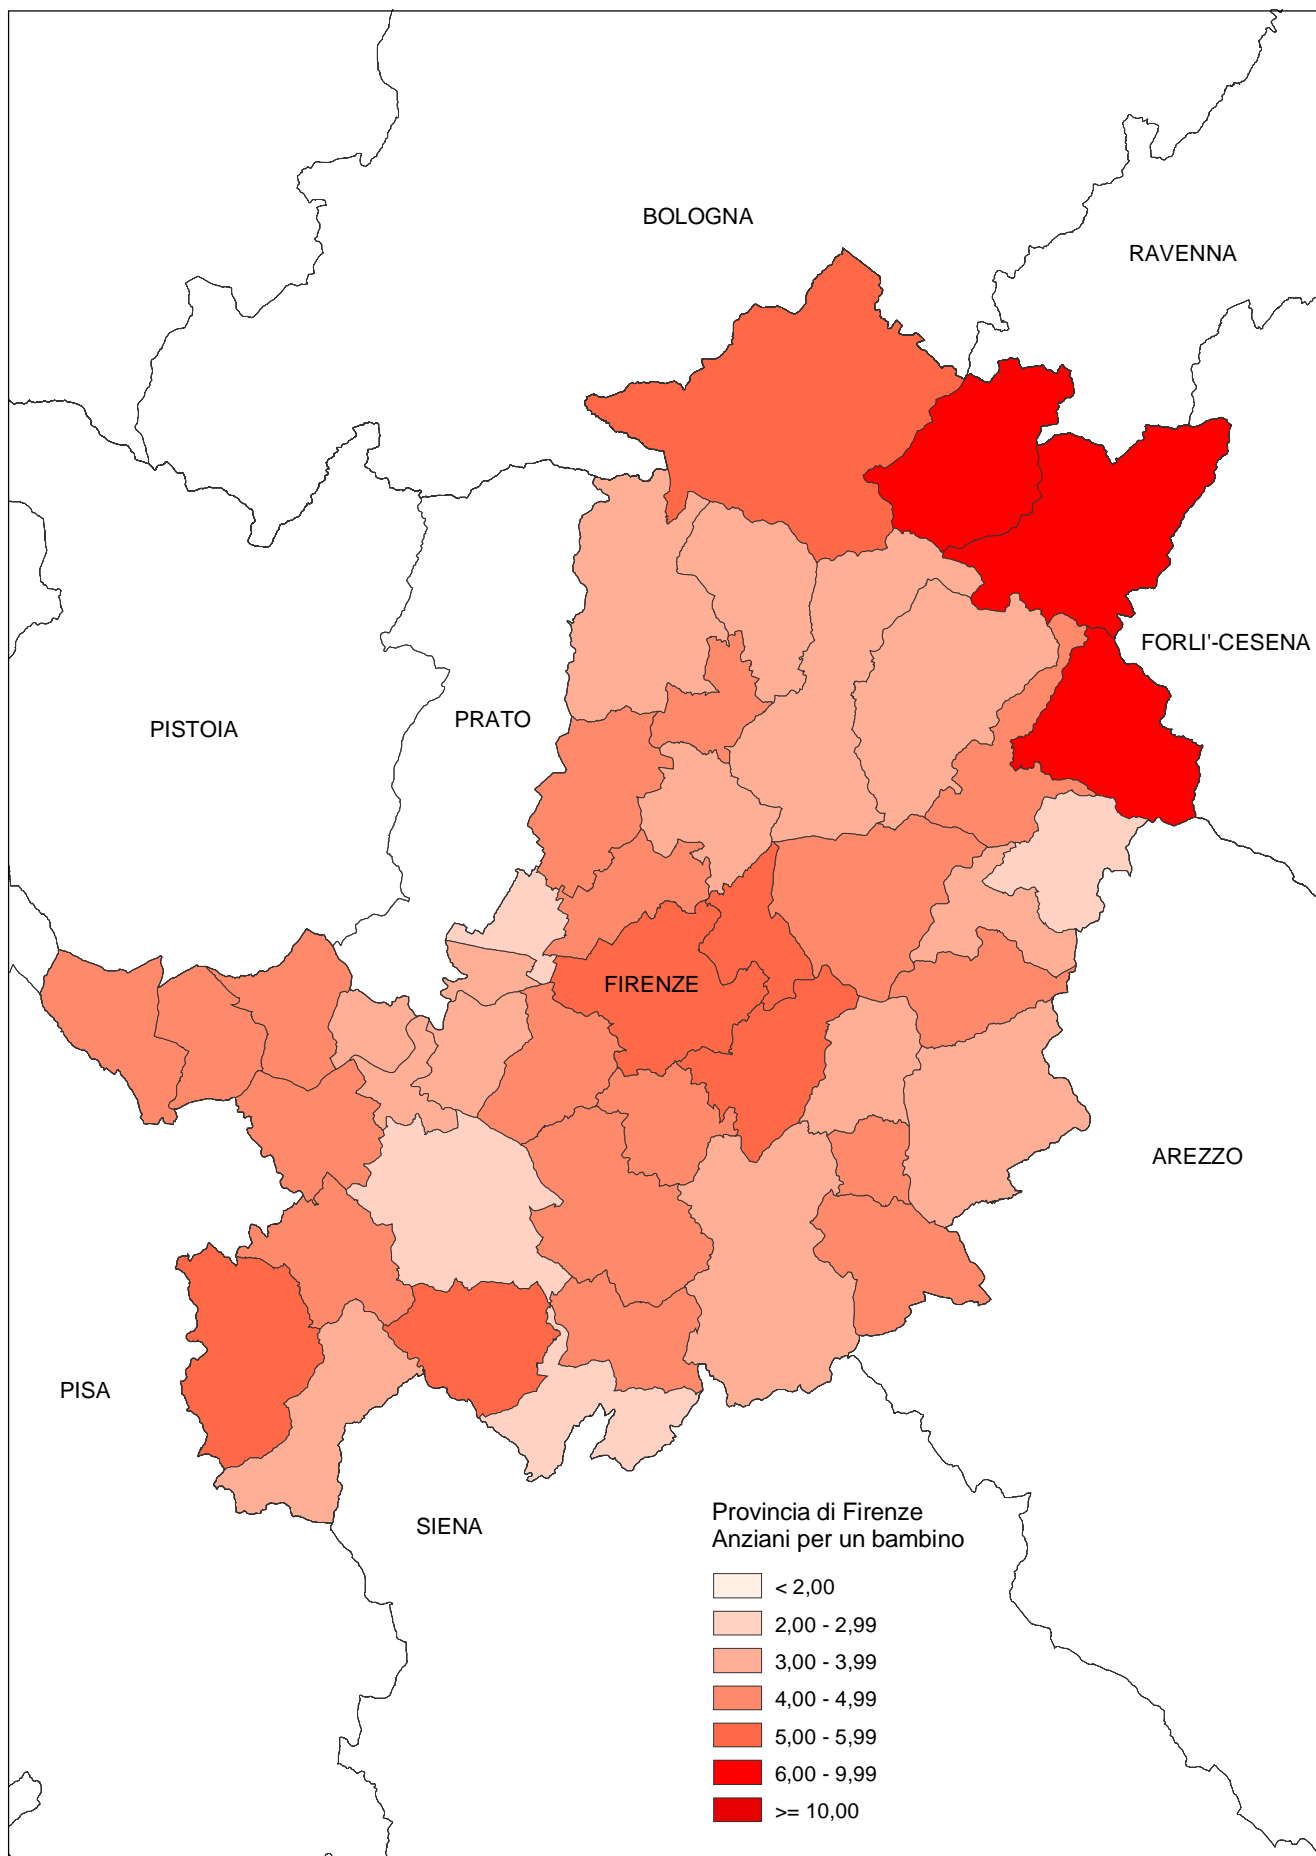 BOLOGNA
RAVENNA
FORLI'-CESENA
PISTOIA
PRATO
FIRENZE
AREZZO
PISA
SIENA
Provincia di Firenze
Anziani per un bambino
< 2,00
2,00 - 2,99
3,00 - 3,99
4,00 - 4,99
5,00 - 5,99
6,00 - 9,99
>= 10,00